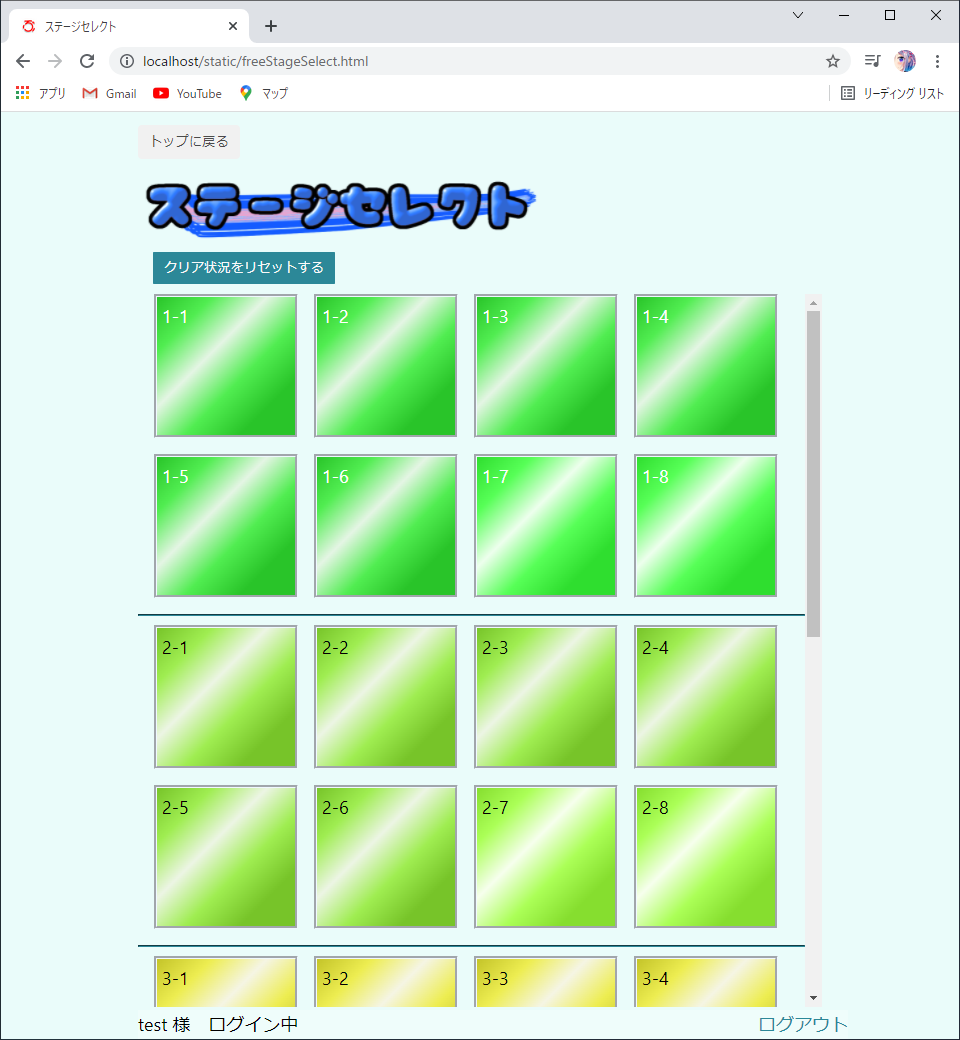 ステージセレクト
localhost/static/freeStageSelect.html
アプリ Gmail YouTube マップ リーディング リスト
トップに戻る
ステージセレクト
クリア状況をリセットする
1-1 1-2 1-3 1-4
1-5 1-6 1-7 1-8
2-1 2-2 2-3 2-4
2-5 2-6 2-7 2-8
3-1 3-2 3-3 3-4
test 様 ログイン中 ログアウト